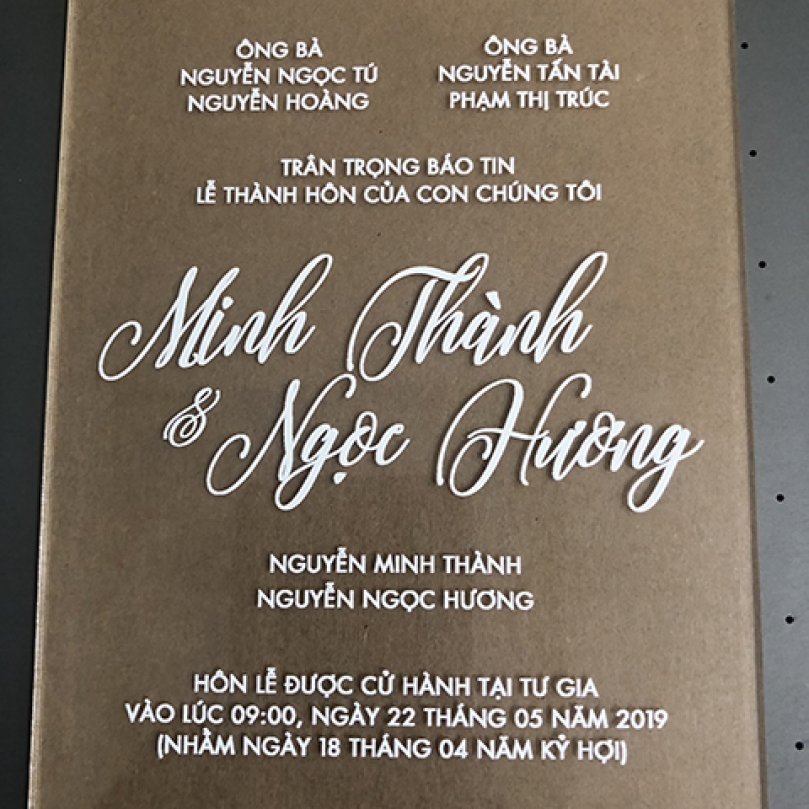 ÔNG BÀ
NGUYỄN NGỌC TÚ
NGUYỄN HOÀNG
ÔNG BÀ
NGUYỄN TẤN TÀI
PHẠM THỊ TRÚC
TRÂN TRỌNG BÁO TIN
LỄ THÀNH HÔN CỦA CON CHÚNG TÔI
Minh Thành
& Ngọc Hương
NGUYỄN MINH THÀNH
NGUYỄN NGỌC HƯƠNG
HÔN LỄ ĐƯỢC CỬ HÀNH TẠI TƯ GIA
VÀO LÚC 09:00, NGÀY 22 THÁNG 05 NĂM 2019
(NHẰM NGÀY 18 THÁNG 04 NĂM KỶ HỢI)